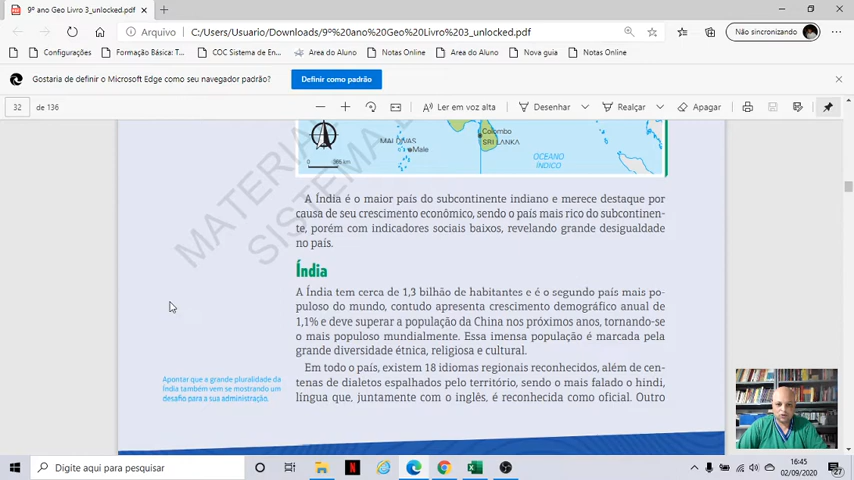 9º ano Geo Livro 3_unlocked.pdf
Arquivo
C:/Users/Usuario/Downloads/9º%20ano%20Geo%20Livro%203_unlocked.pdf
Não sincronizando
Configurações
Formação Básica: T...
COC Sistema de En...
Area do Aluno
Notas Online
Area do Aluno
Nova guia
Notas Online
Gostaria de definir o Microsoft Edge como seu navegador padrão?
Definir como padrão
32
de 136
Ler em voz alta
Desenhar
Realçar
Apagar
Colombo
SRI LANKA
MALDIVAS
Male
OCEANO
ÍNDICO
0
365 km
MATERIAL
SISTEMA
A Índia é o maior país do subcontinente indiano e merece destaque por
causa de seu crescimento econômico, sendo o país mais rico do subcontinen-
te, porém com indicadores sociais baixos, revelando grande desigualdade
no país.
Índia
A Índia tem cerca de 1,3 bilhão de habitantes e é o segundo país mais po-
puloso do mundo, contudo apresenta crescimento demográfico anual de
1,1% e deve superar a população da China nos próximos anos, tornando-se
o mais populoso mundialmente. Essa imensa população é marcada pela
grande diversidade étnica, religiosa e cultural.
Apontar que a grande pluralidade da
Índia também vem se mostrando um
desafio para a sua administração.
Em todo o país, existem 18 idiomas regionais reconhecidos, além de cen-
tenas de dialetos espalhados pelo território, sendo o mais falado o hindi,
língua que, juntamente com o inglês, é reconhecida como oficial. Outro
Digite aqui para pesquisar
16:45
02/09/2020
27